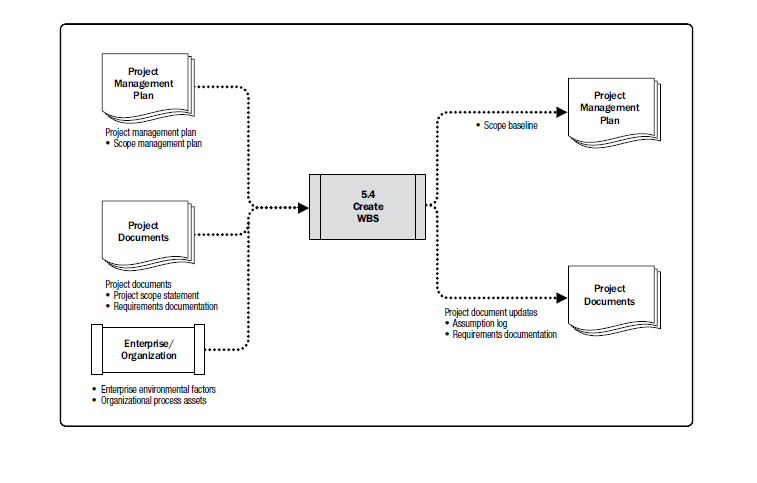 Project
Management
Plan
Project management plan
• Scope management plan
Project
Documents
Project documents
• Project scope statement
• Requirements documentation
Enterprise/
Organization
• Enterprise environmental factors
• Organizational process assets
5.4
Create
WBS
• Scope baseline
Project
Management
Plan
Project document updates
• Assumption log
• Requirements documentation
Project
Documents